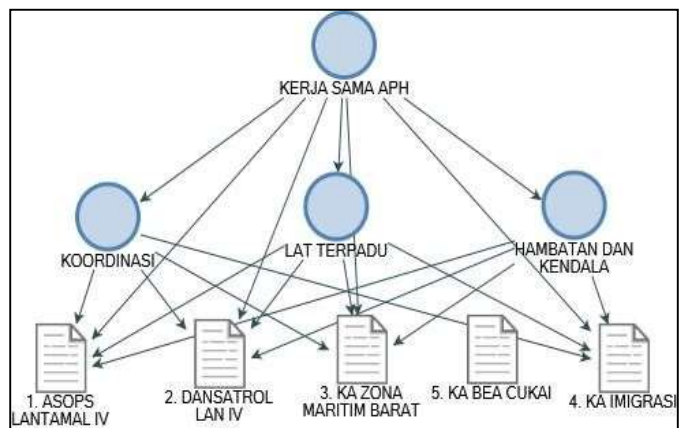 KERJA SAMA APH
KOORDINASI
LAT TERPADU
HAMBATAN DAN
KENDALA
1. ASOPS
LANTAMAL IV
2. DANSATROL
LAN IV
3. KA ZONA
MARITIM BARAT
5. KA BEA CUKAI
4. KA IMIGRASI